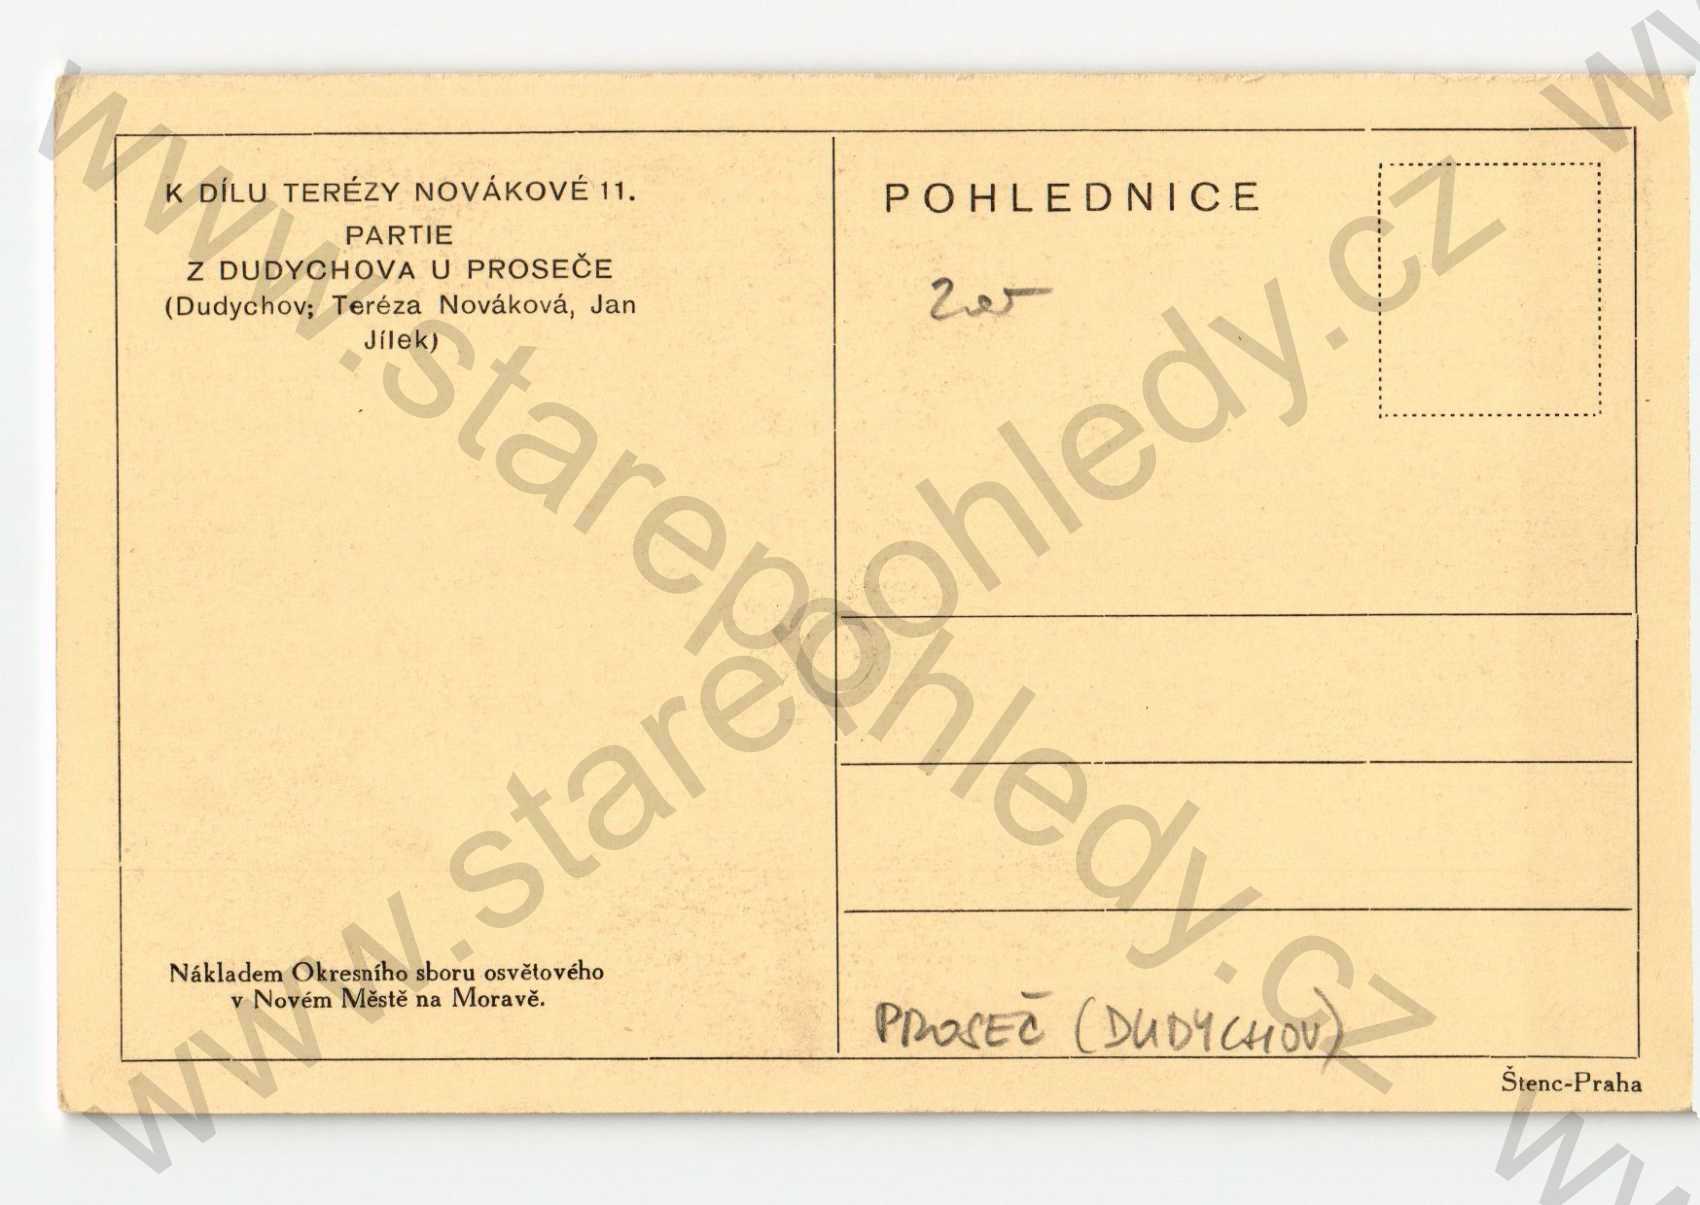 K DÍLU TERÉZY NOVÁKOVÉ 11.
PARTIE
Z DUDYCHOVA U PROSEČE
(Dudychov; Teréza Nováková, Jan
Jílek)
Nákladem Okresního sboru osvětového
v Novém Městě na Moravě.
POHLEDNICE
PROSEČ (DUDYCHOV)
Štenc-Praha
www.starepohledy.cz
www.starepohledy.cz